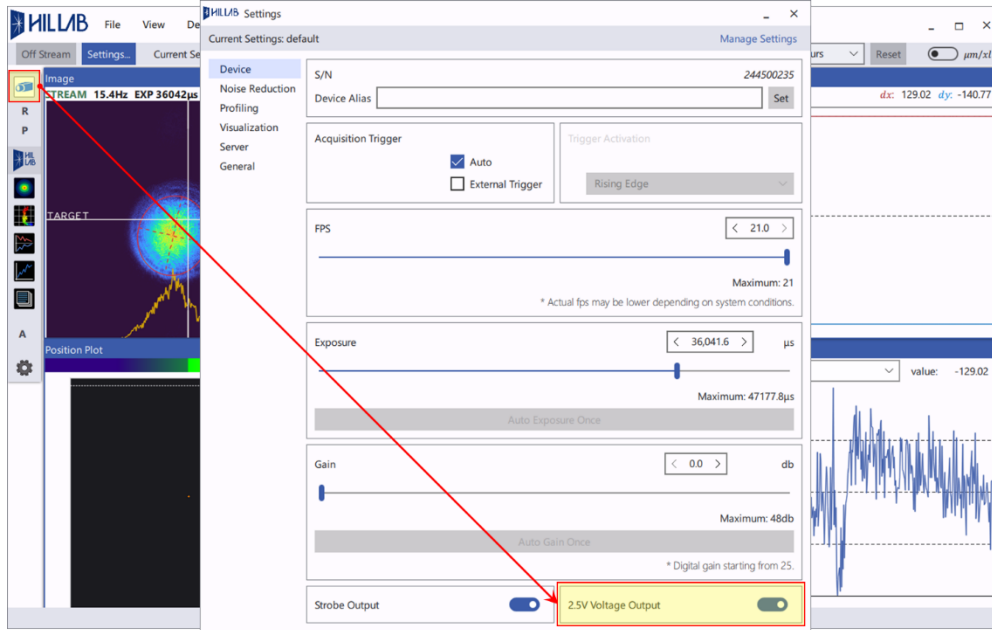 HILLAB File View De
Off Stream Settings... Current Se
Image
STREAM 15.4Hz EXP 36042µs
R
P
HIL
LAB
TARGET
A
Position Plot
HILLAB Settings
Current Settings: default Manage Settings
Device
Noise Reduction
Profiling
Visualization
Server
General
S/N 244500235
Device Alias Set
Acquisition Trigger
Auto
External Trigger
Trigger Activation
Rising Edge
FPS
21.0
Maximum: 21
* Actual fps may be lower depending on system conditions.
Exposure 36,041.6 µs
Maximum: 47177.8µs
Auto Exposure Once
Gain 0.0 db
Maximum: 48db
Auto Gain Once
* Digital gain starting from 25.
Strobe Output
2.5V Voltage Output
urs Reset µm/xl
dx: 129.02 dy: -140.77
value: -129.02